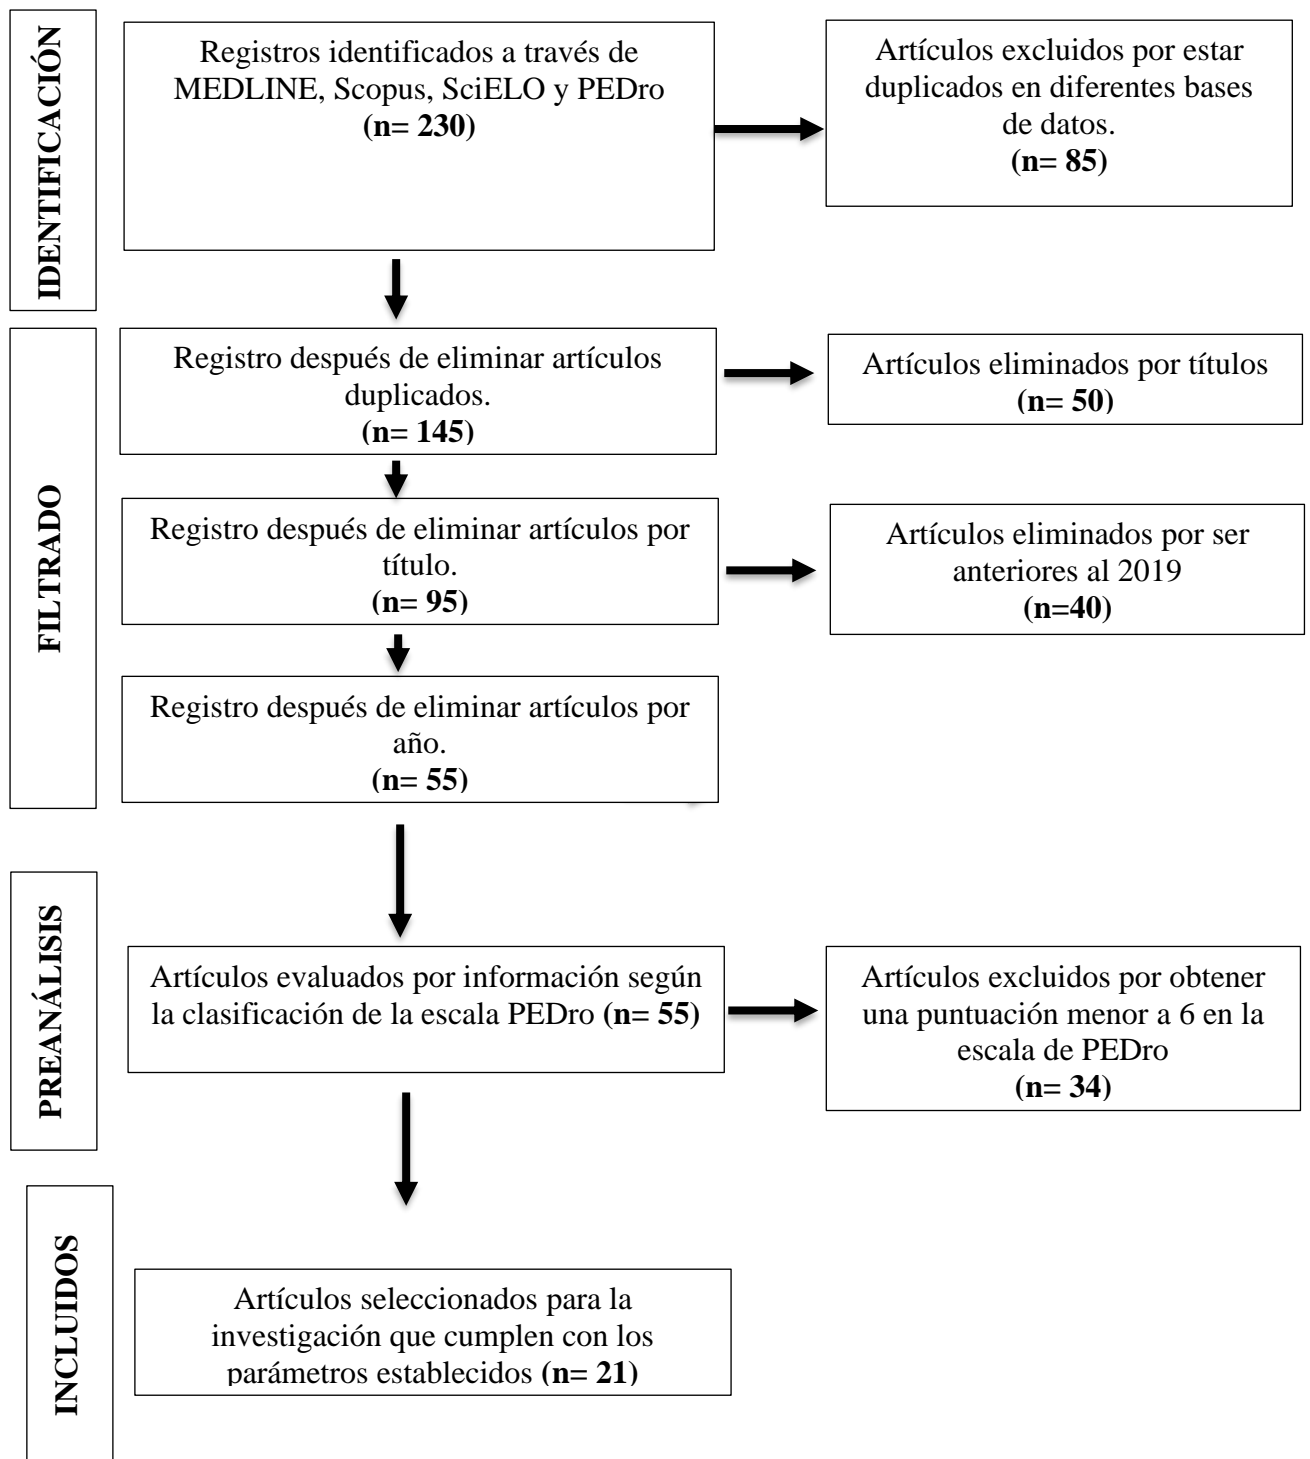 IDENTIFICACIÓN
Registros identificados a través de
MEDLINE, Scopus, SciELO y PEDro
(n= 230)
Artículos excluidos por estar
duplicados en diferentes bases
de datos.
(n= 85)
FILTRADO
Registro después de eliminar artículos
duplicados.
(n= 145)
Artículos eliminados por títulos
(n= 50)
Registro después de eliminar artículos por
título.
(n= 95)
Artículos eliminados por ser
anteriores al 2019
(n=40)
Registro después de eliminar artículos por
año.
(n= 55)
PREANÁLISIS
Artículos evaluados por información según
la clasificación de la escala PEDro (n= 55)
Artículos excluidos por obtener
una puntuación menor a 6 en la
escala de PEDro
(n= 34)
INCLUIDOS
Artículos seleccionados para la
investigación que cumplen con los
parámetros establecidos (n= 21)